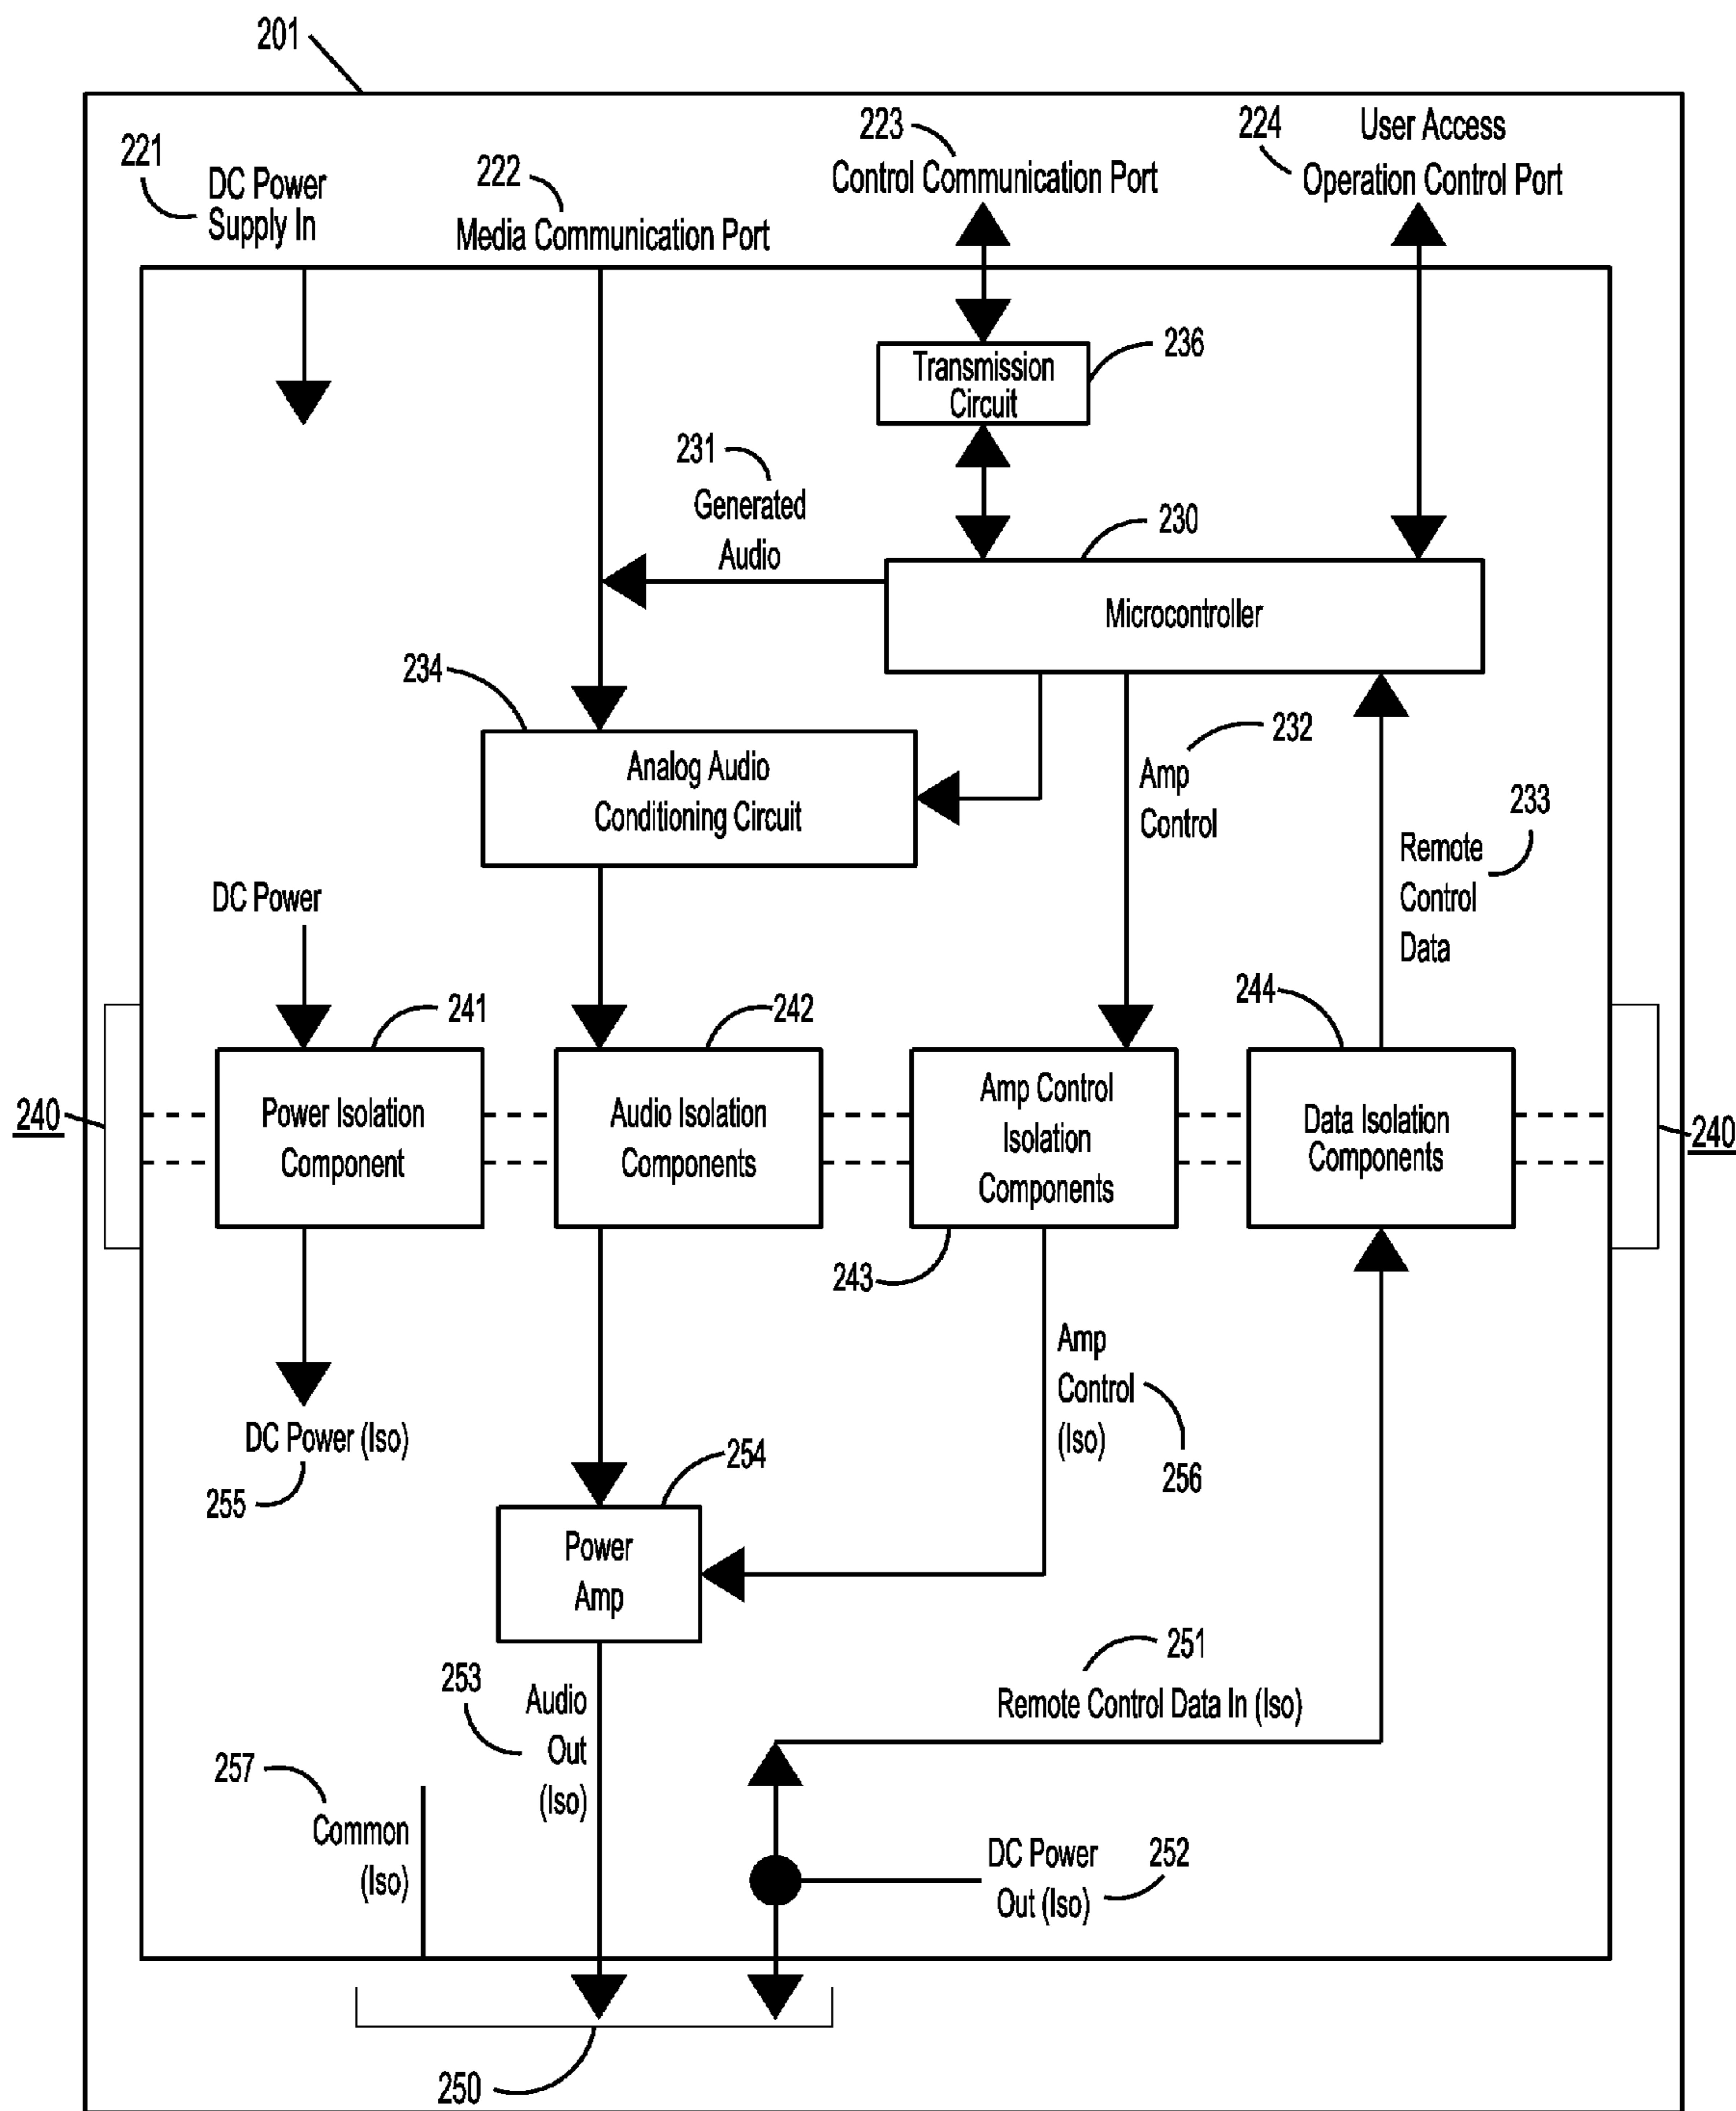 201
221
DC Power
Supply In
222
Media Communication Port
223
Control Communication Port
224
User Access
Operation Control Port
Transmission
Circuit
236
231
Generated
Audio
230
Microcontroller
234
Analog Audio
Conditioning Circuit
Amp
Control
232
233
Remote
Control
Data
DC Power
241
242
244
240
Power Isolation
Component
Audio Isolation
Components
Amp Control
Isolation
Components
Data Isolation
Components
240
243
DC Power (Iso)
255
Amp
Control
(Iso)
256
254
Power
Amp
253
Audio
Out
(Iso)
251
Remote Control Data In (Iso)
257
Common
(Iso)
DC Power
Out (Iso)
252
250